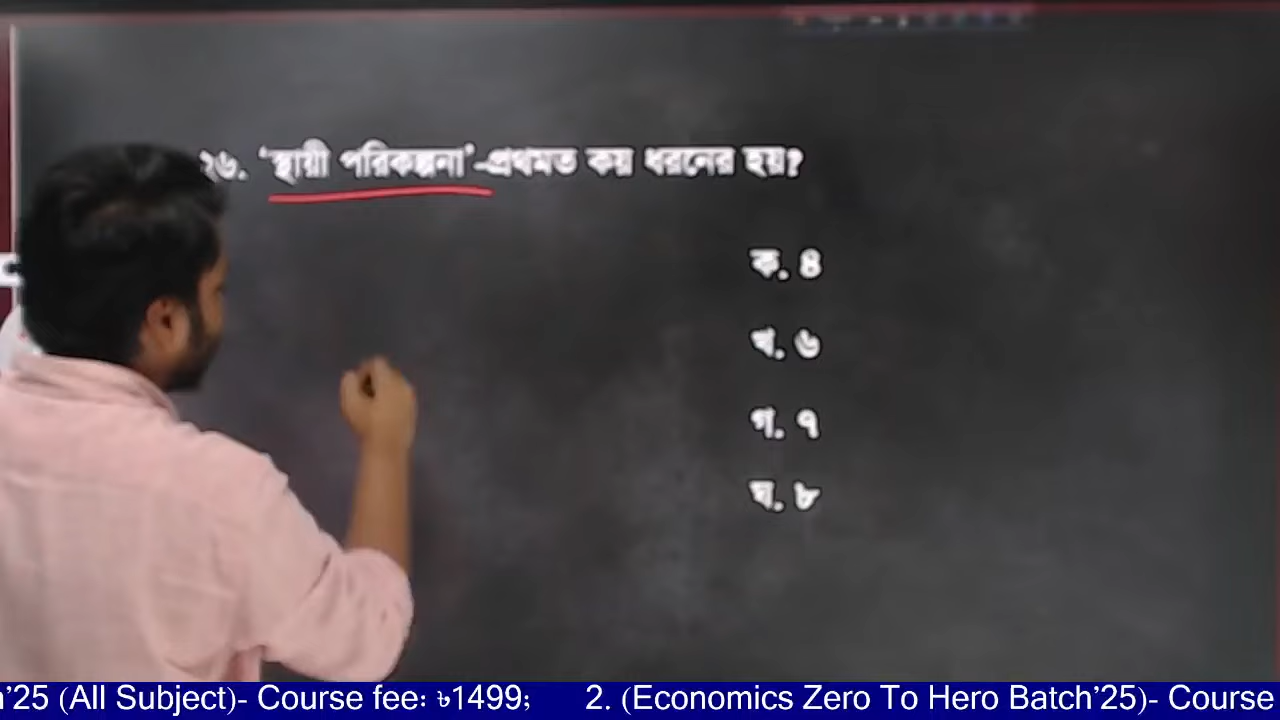 ২৬. ‘স্থায়ী পরিকল্পনা’-প্রথমত কয় ধরনের হয়?
ক. ৪
খ. ৬
গ. ৭
ঘ. ৮
’25 (All Subject)- Course fee: ৳1499; 2. (Economics Zero To Hero Batch’25)- Course